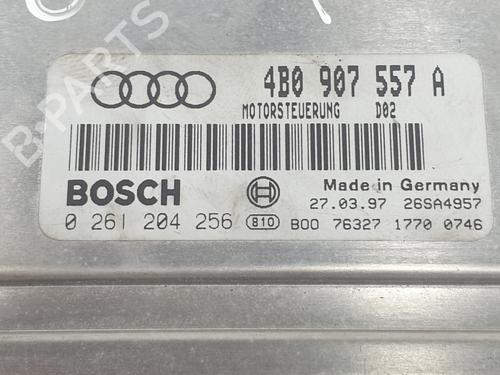 4B0 907 557 A
MOTORSTEUERUNG D02
BOSCH
Made in Germany
27.03.97 26SA4957
0 261 204 256 810 B00 76327 1770 0746
B-PARTS